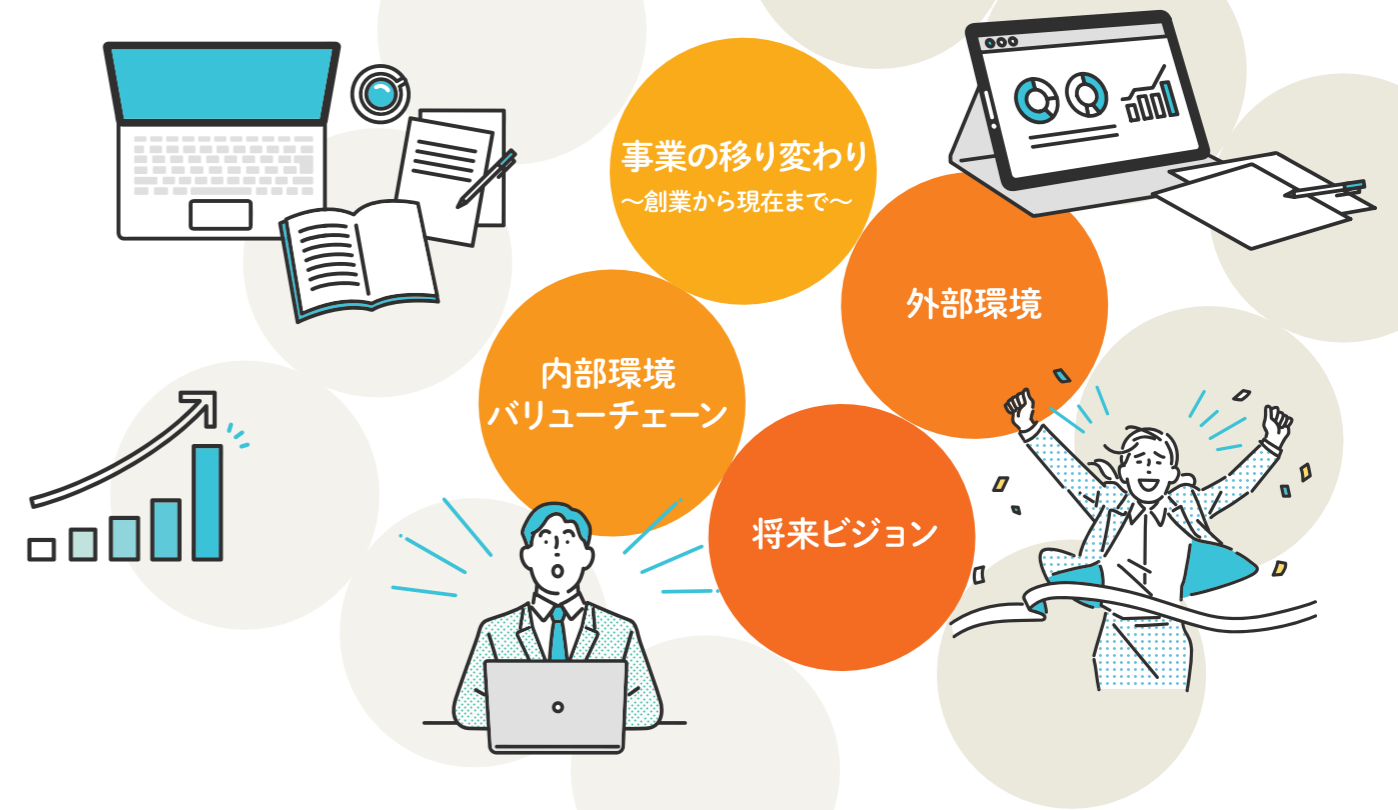 事業の移り変わり
～創業から現在まで～
外部環境
内部環境
バリューチェーン
将来ビジョン